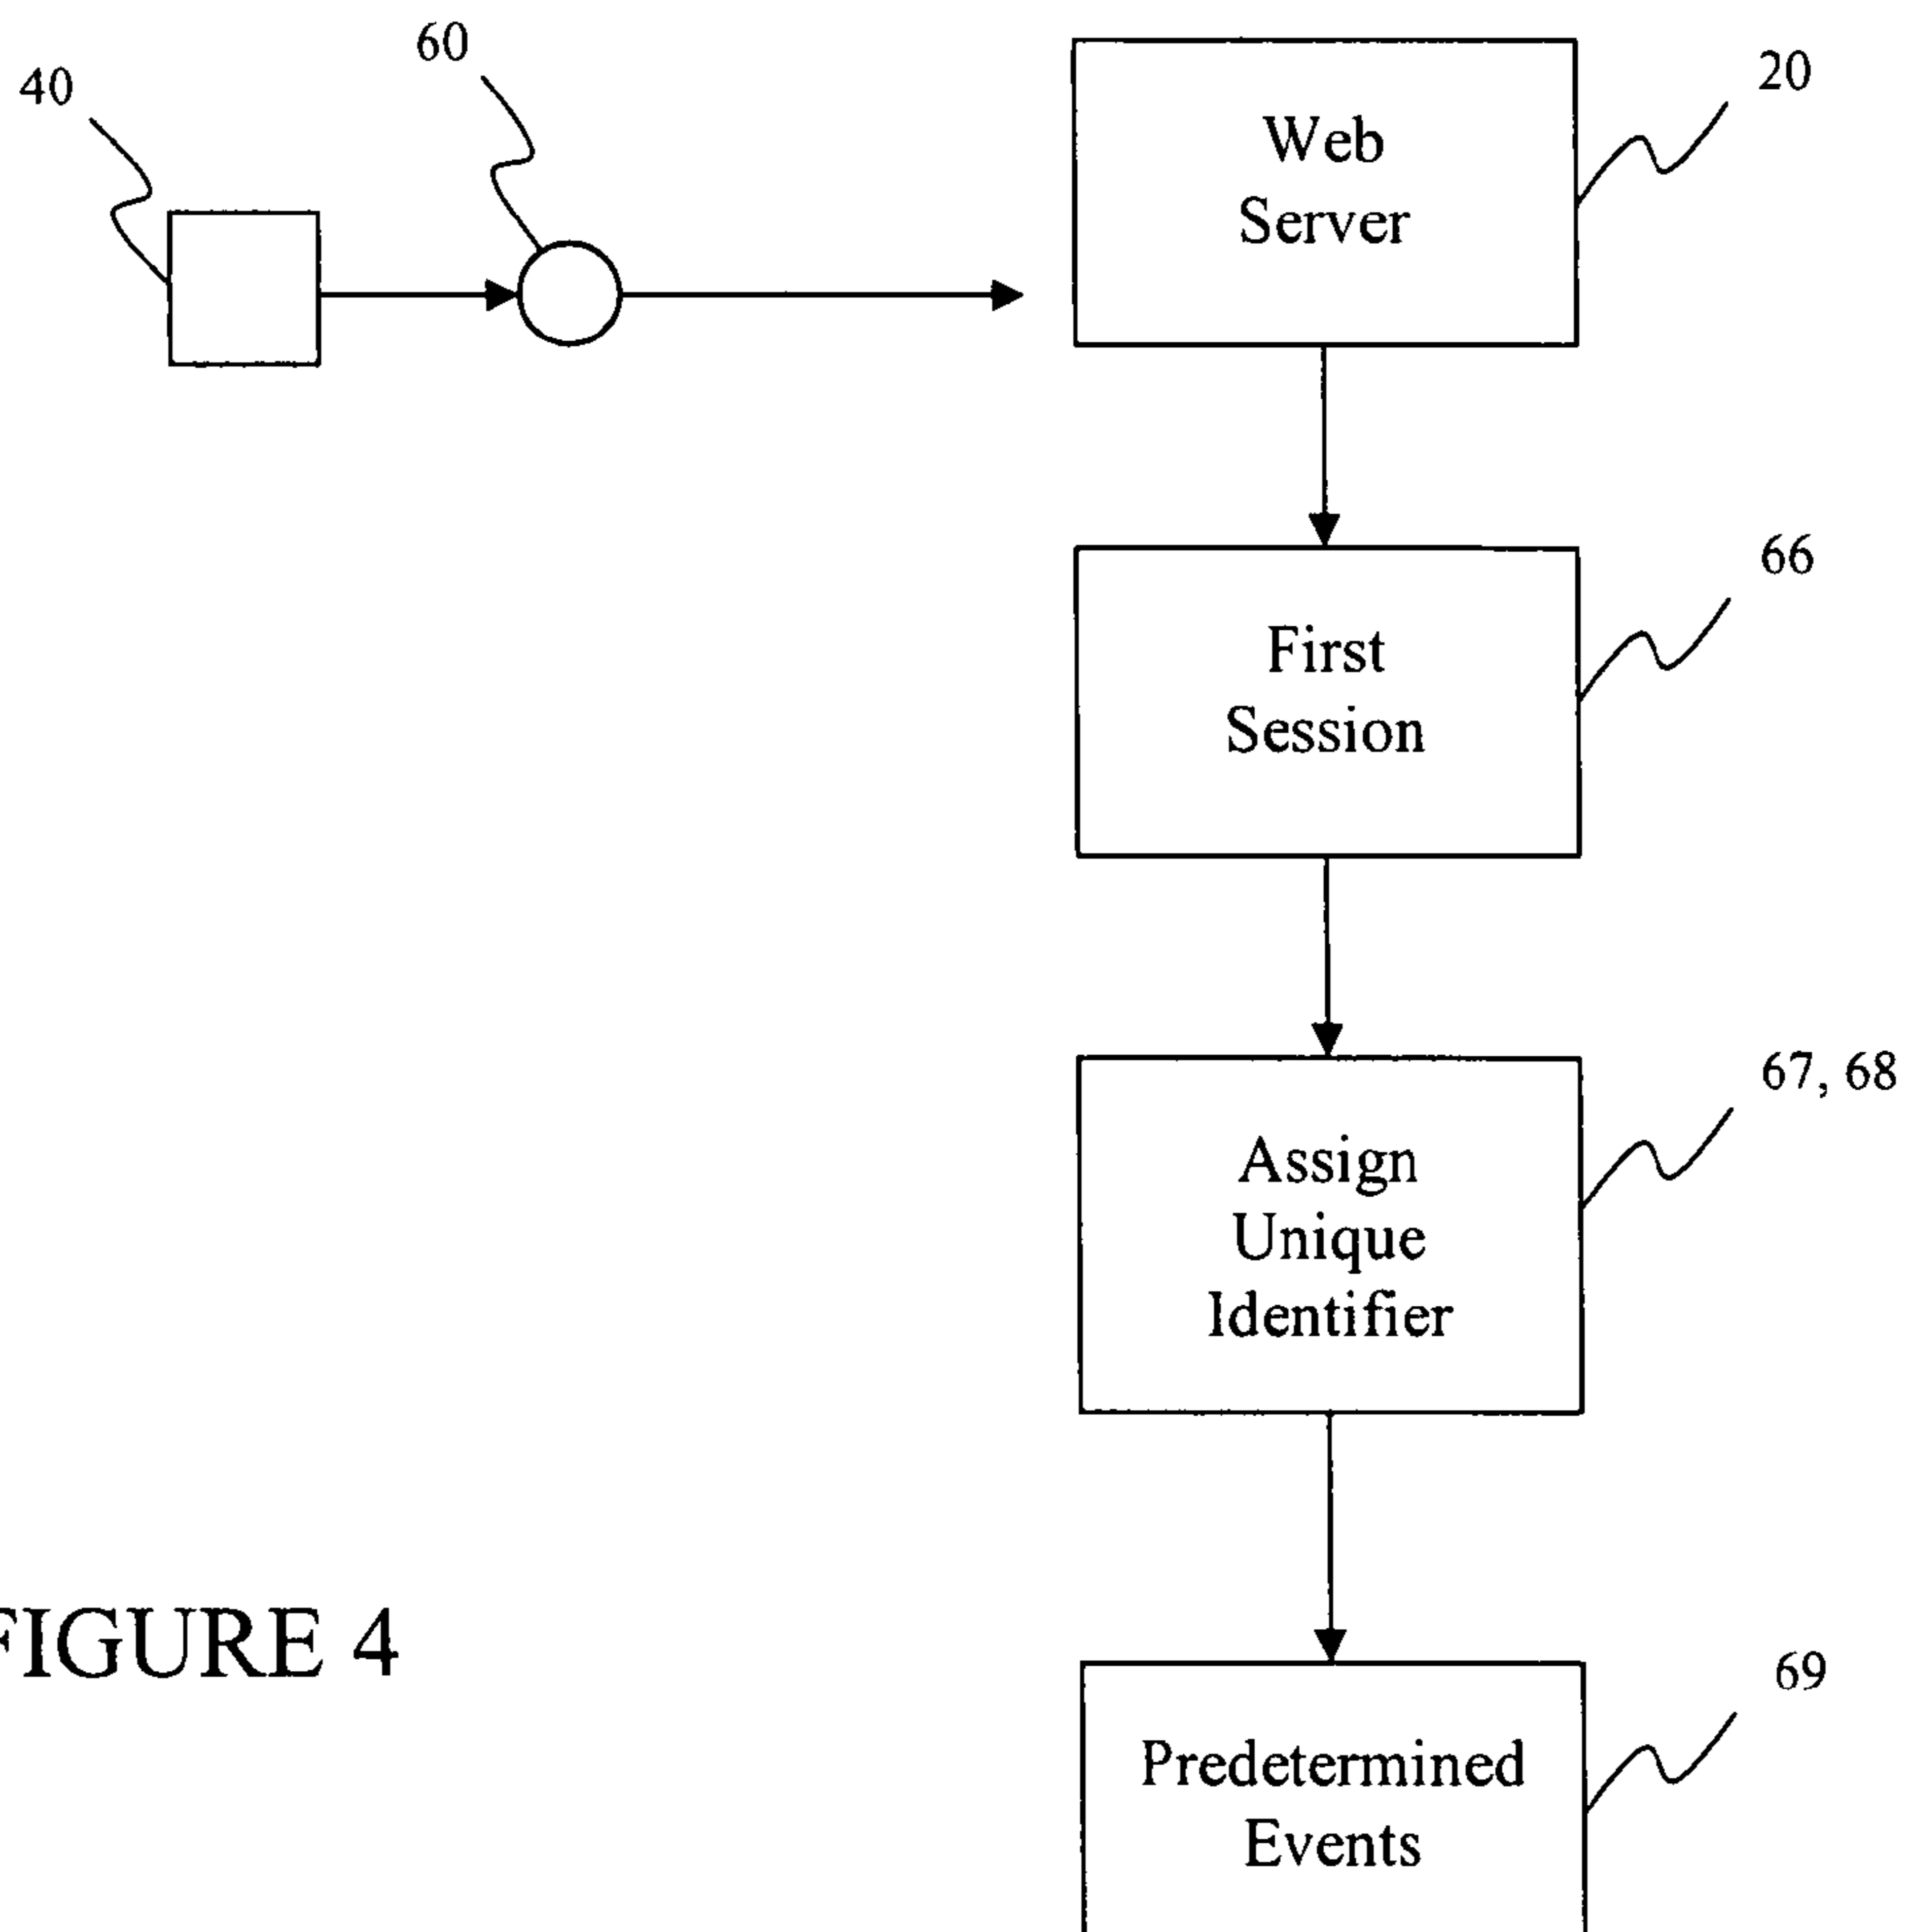 60
40
20
Web
Server
66
First
Session
67, 68
Assign
Unique
Identifier
FIGURE 4
69
Predetermined
Events